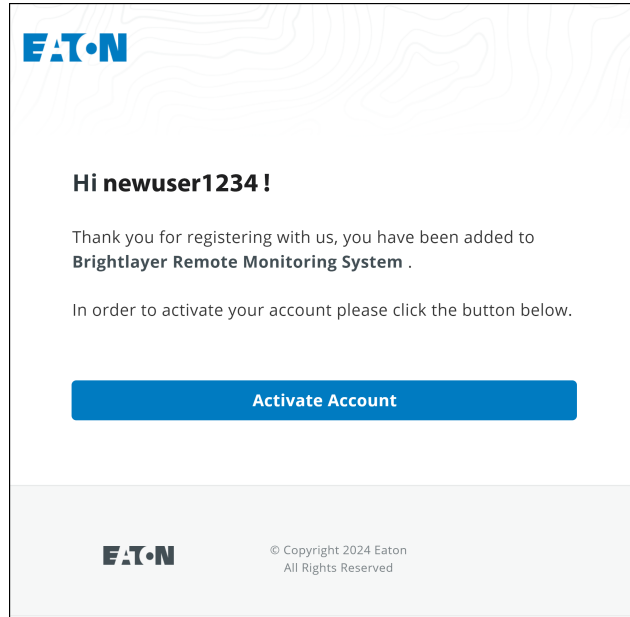 EATON
Hi newuser1234 !
Thank you for registering with us, you have been added to
Brightlayer Remote Monitoring System .
In order to activate your account please click the button below.
Activate Account
EATON
© Copyright 2024 Eaton
All Rights Reserved